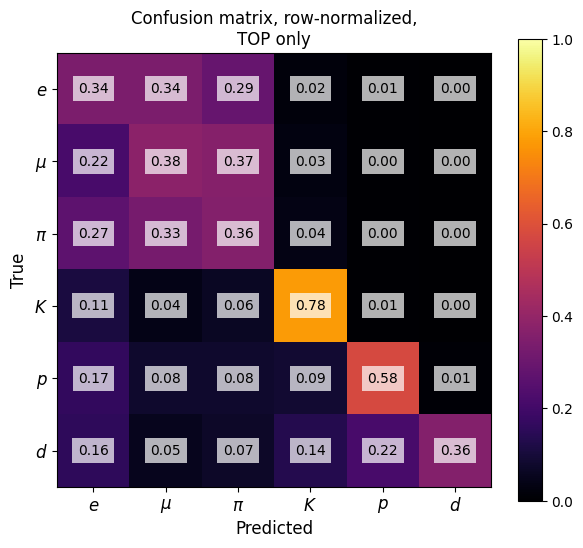 Confusion matrix, row-normalized,
TOP only
True
e 0.34 0.34 0.29 0.02 0.01 0.00
μ 0.22 0.38 0.37 0.03 0.00 0.00
π 0.27 0.33 0.36 0.04 0.00 0.00
K 0.11 0.04 0.06 0.78 0.01 0.00
p 0.17 0.08 0.08 0.09 0.58 0.01
d 0.16 0.05 0.07 0.14 0.22 0.36
e μ π K p d
Predicted
1.0
0.8
0.6
0.4
0.2
0.0